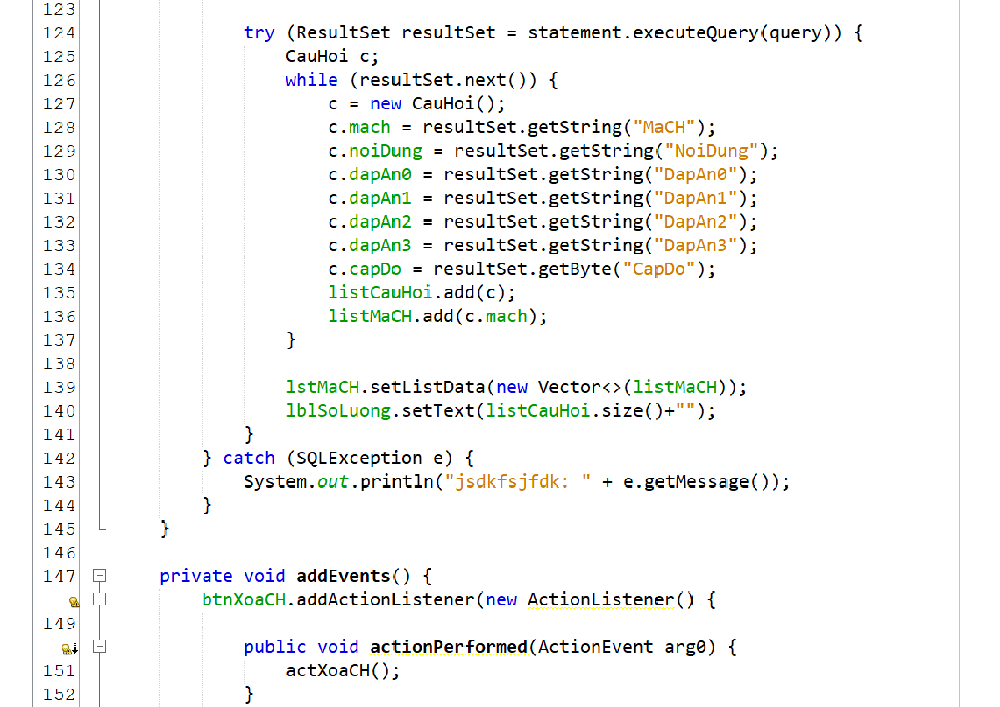 123
124 try (ResultSet resultSet = statement.executeQuery(query)) {
125 CauHoi c;
126 while (resultSet.next()) {
127 c = new CauHoi();
128 c.mach = resultSet.getString("MaCH");
129 c.noiDung = resultSet.getString("NoiDung");
130 c.dapAn0 = resultSet.getString("DapAn0");
131 c.dapAn1 = resultSet.getString("DapAn1");
132 c.dapAn2 = resultSet.getString("DapAn2");
133 c.dapAn3 = resultSet.getString("DapAn3");
134 c.capDo = resultSet.getByte("CapDo");
135 listCauHoi.add(c);
136 listMaCH.add(c.mach);
137 }
138
139 lstMaCH.setListData(new Vector<>(listMaCH));
140 lblSoLuong.setText(listCauHoi.size()+"");
141 }
142 } catch (SQLException e) {
143 System.out.println("jsdkfsjfdk: " + e.getMessage());
144 }
145 }
146
147 private void addEvents() {
btnXoaCH.addActionListener(new ActionListener() {
149
public void actionPerformed(ActionEvent arg0) {
151 actXoaCH();
152 }